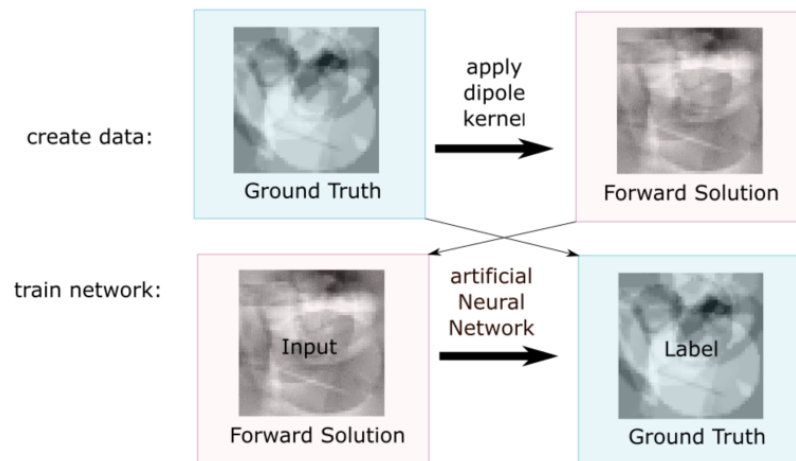 create data:
Ground Truth
apply
dipole
kernel
Forward Solution
train network:
Input
Forward Solution
artificial
Neural
Network
Label
Ground Truth